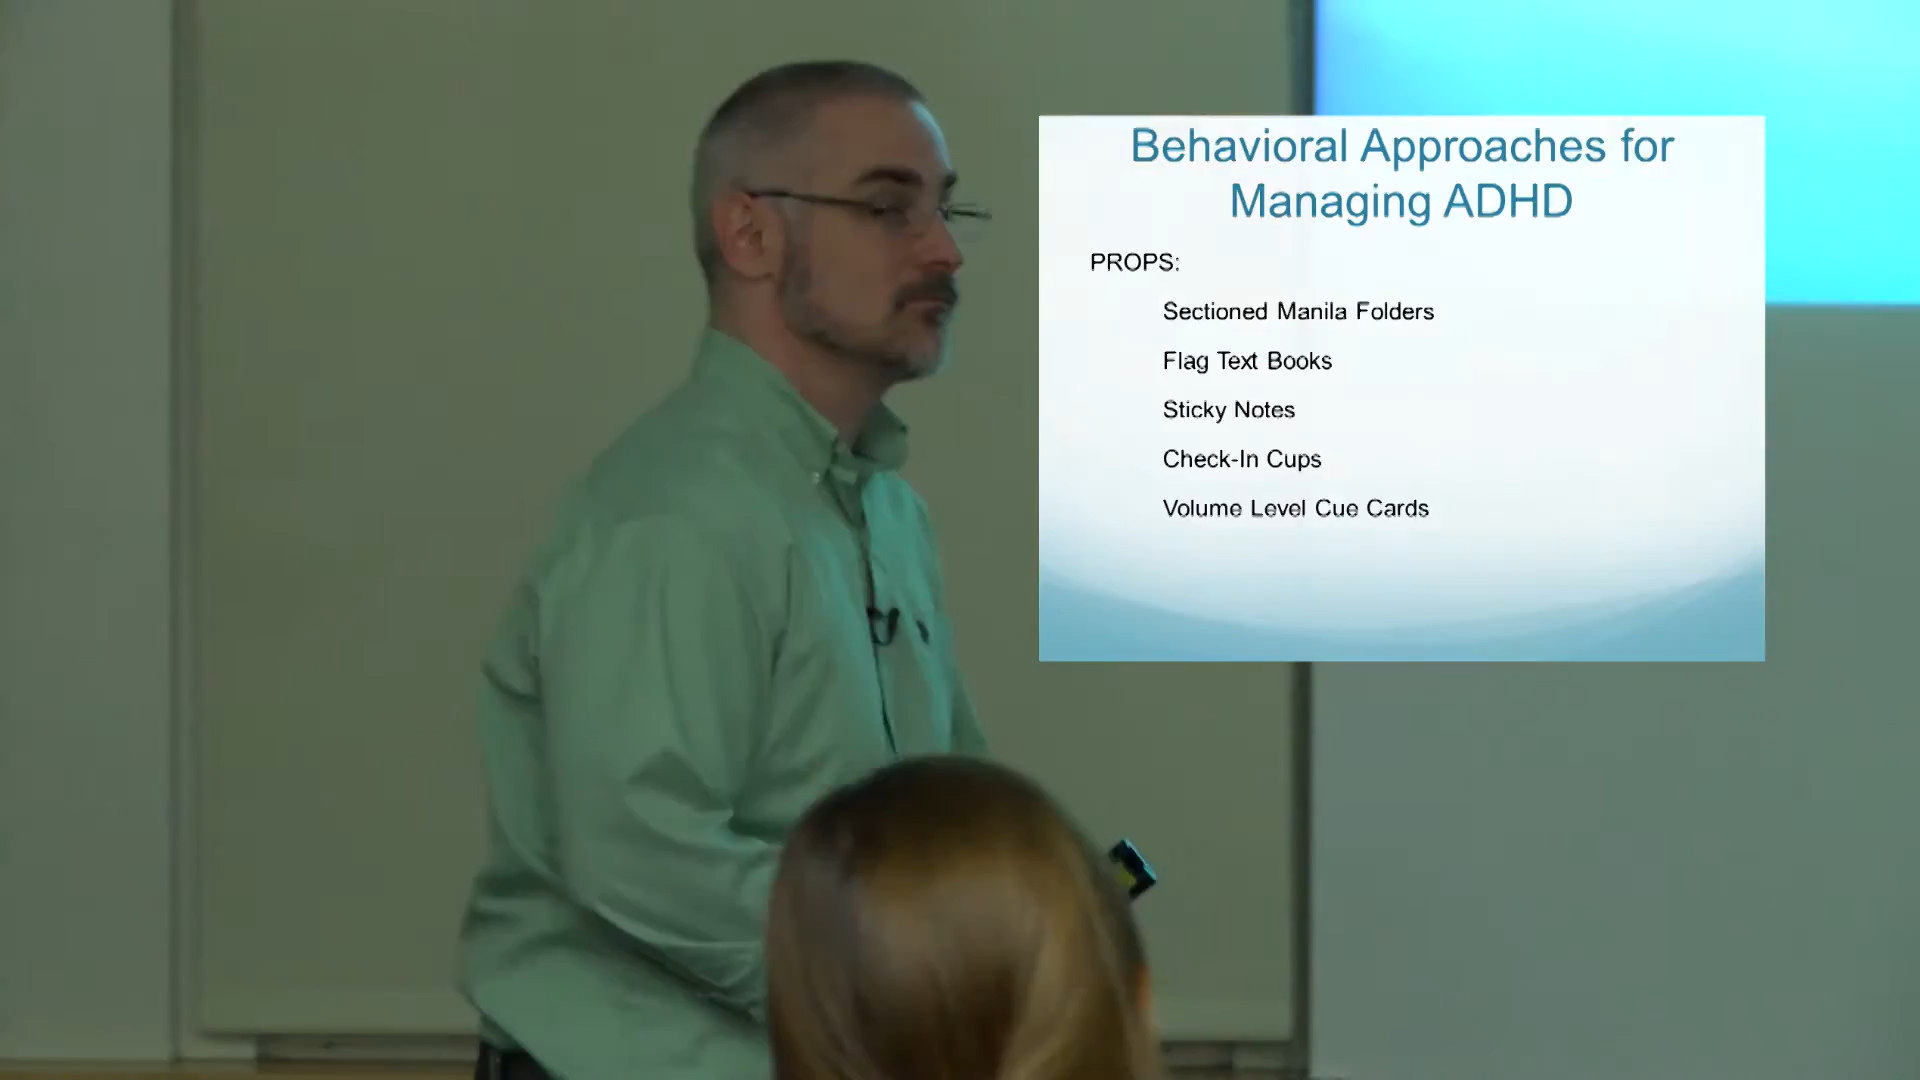 Behavioral Approaches for
Managing ADHD
PROPS:
Sectioned Manila Folders
Flag Text Books
Sticky Notes
Check-In Cups
Volume Level Cue Cards